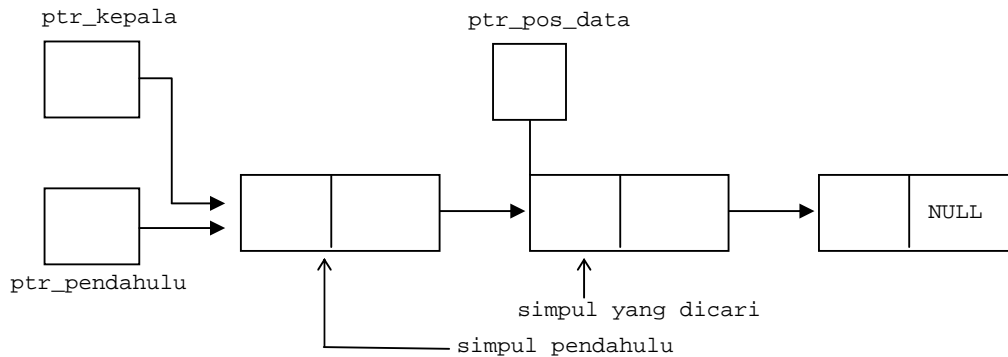 ptr_kepala
ptr_pos_data
NULL
ptr_pendahulu
simpul yang dicari
simpul pendahulu